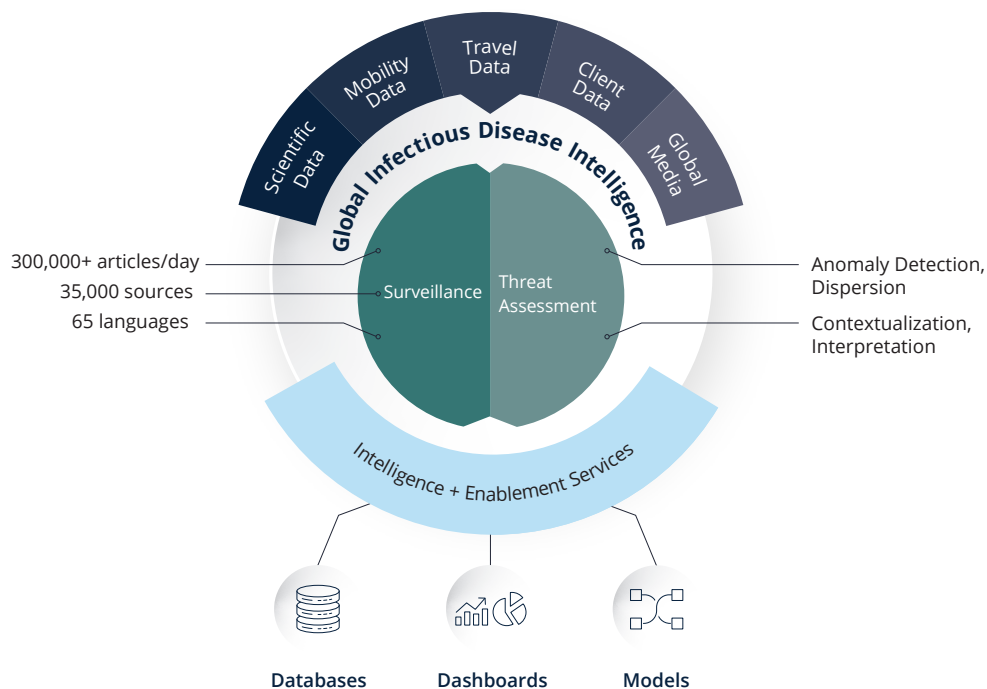 Scientific
Data
Mobility
Data
Travel
Data
Client
Data
Global
Media
Global Infectious Disease Intelligence
300,000+ articles/day
35,000 sources
65 languages
Surveillance
Threat
Assessment
Anomaly Detection,
Dispersion
Contextualization,
Interpretation
Intelligence + Enablement Services
Databases
Dashboards
Models